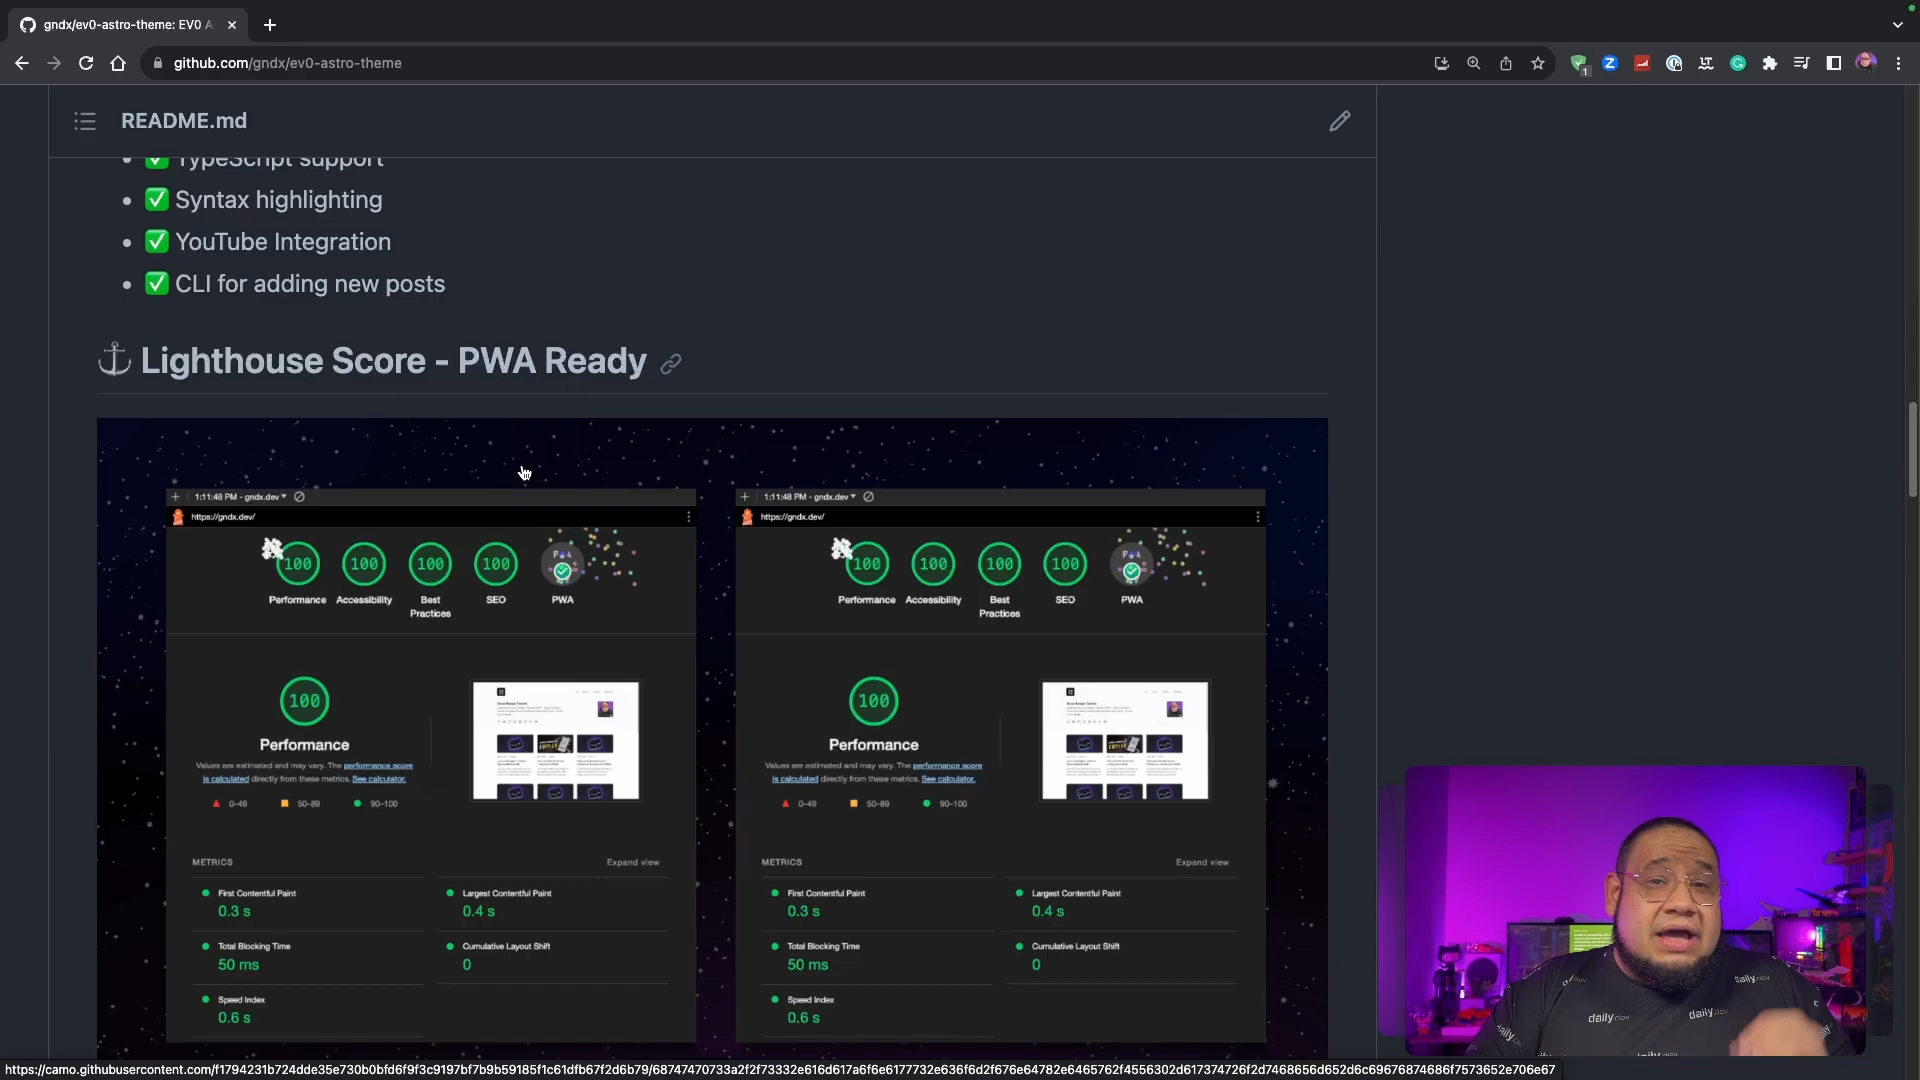 gndx/ev0-astro-theme: EV0 A
github.com/gndx/ev0-astro-theme
1
README.md
TypeScript support
Syntax highlighting
YouTube Integration
CLI for adding new posts
Lighthouse Score - PWA Ready
1:11:48 PM - gndx.dev
https://gndx.dev/
100 100 100 100 PWA
Performance Accessibility Best Practices SEO PWA
100
Performance
Values are estimated and may vary. The performance score
is calculated directly from these metrics. See calculator.
0-49 50-89 90-100
METRICS Expand view
First Contentful Paint
0.3 s
Largest Contentful Paint
0.4 s
Total Blocking Time
50 ms
Cumulative Layout Shift
0
Speed Index
0.6 s
1:11:48 PM - gndx.dev
https://gndx.dev/
100 100 100 100 PWA
Performance Accessibility Best Practices SEO PWA
100
Performance
Values are estimated and may vary. The performance score
is calculated directly from these metrics. See calculator.
0-49 50-89 90-100
METRICS Expand view
First Contentful Paint
0.3 s
Largest Contentful Paint
0.4 s
Total Blocking Time
50 ms
Cumulative Layout Shift
0
Speed Index
0.6 s
daily.dev
daily.dev
daily.dev